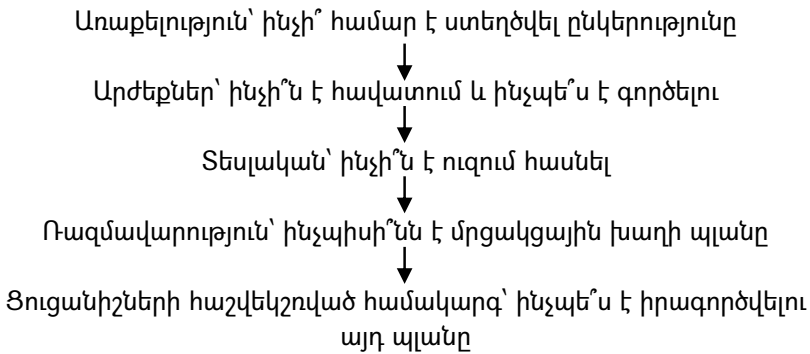 Առաքելություն՝ ինչի՞ համար է ստեղծվել ընկերությունը
Արժեքներ՝ ինչի՞ն է հավատում և ինչպե՞ս է գործելու
Տեսլական՝ ինչի՞ն է ուզում հասնել
Ռազմավարություն՝ ինչպիսի՞նն է մրցակցային խաղի պլանը
Ցուցանիշների հաշվեկշռված համակարգ՝ ինչպե՞ս է իրագործվելու
այդ պլանը